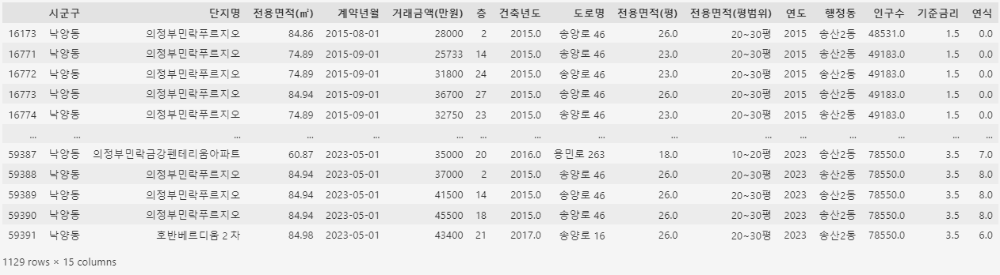 시군구 단지명 전용면적(㎡) 계약년월 거래금액(만원) 층 건축년도 도로명 전용면적(평) 전용면적(평범위) 연도 행정동 인구수 기준금리 연식
16173 낙양동 의정부민락푸르지오 84.86 2015-08-01 28000 2 2015.0 송양로 46 26.0 20~30평 2015 송산2동 48531.0 1.5 0.0
16771 낙양동 의정부민락푸르지오 74.89 2015-09-01 25733 14 2015.0 송양로 46 23.0 20~30평 2015 송산2동 49183.0 1.5 0.0
16772 낙양동 의정부민락푸르지오 74.89 2015-09-01 31800 24 2015.0 송양로 46 23.0 20~30평 2015 송산2동 49183.0 1.5 0.0
16773 낙양동 의정부민락푸르지오 84.94 2015-09-01 36700 27 2015.0 송양로 46 26.0 20~30평 2015 송산2동 49183.0 1.5 0.0
16774 낙양동 의정부민락푸르지오 74.89 2015-09-01 32750 23 2015.0 송양로 46 23.0 20~30평 2015 송산2동 49183.0 1.5 0.0
... ... ... ... ... ... ... ... ... ... ... ... ... ... ... ...
59387 낙양동 의정부민락금강펜테리움아파트 60.87 2023-05-01 35000 20 2016.0 용민로 263 18.0 10~20평 2023 송산2동 78550.0 3.5 7.0
59388 낙양동 의정부민락푸르지오 84.94 2023-05-01 37000 2 2015.0 송양로 46 26.0 20~30평 2023 송산2동 78550.0 3.5 8.0
59389 낙양동 의정부민락푸르지오 84.94 2023-05-01 41500 14 2015.0 송양로 46 26.0 20~30평 2023 송산2동 78550.0 3.5 8.0
59390 낙양동 의정부민락푸르지오 84.94 2023-05-01 45500 18 2015.0 송양로 46 26.0 20~30평 2023 송산2동 78550.0 3.5 8.0
59391 낙양동 호반베르디움 2 차 84.98 2023-05-01 43400 21 2017.0 송양로 16 26.0 20~30평 2023 송산2동 78550.0 3.5 6.0
1129 rows × 15 columns